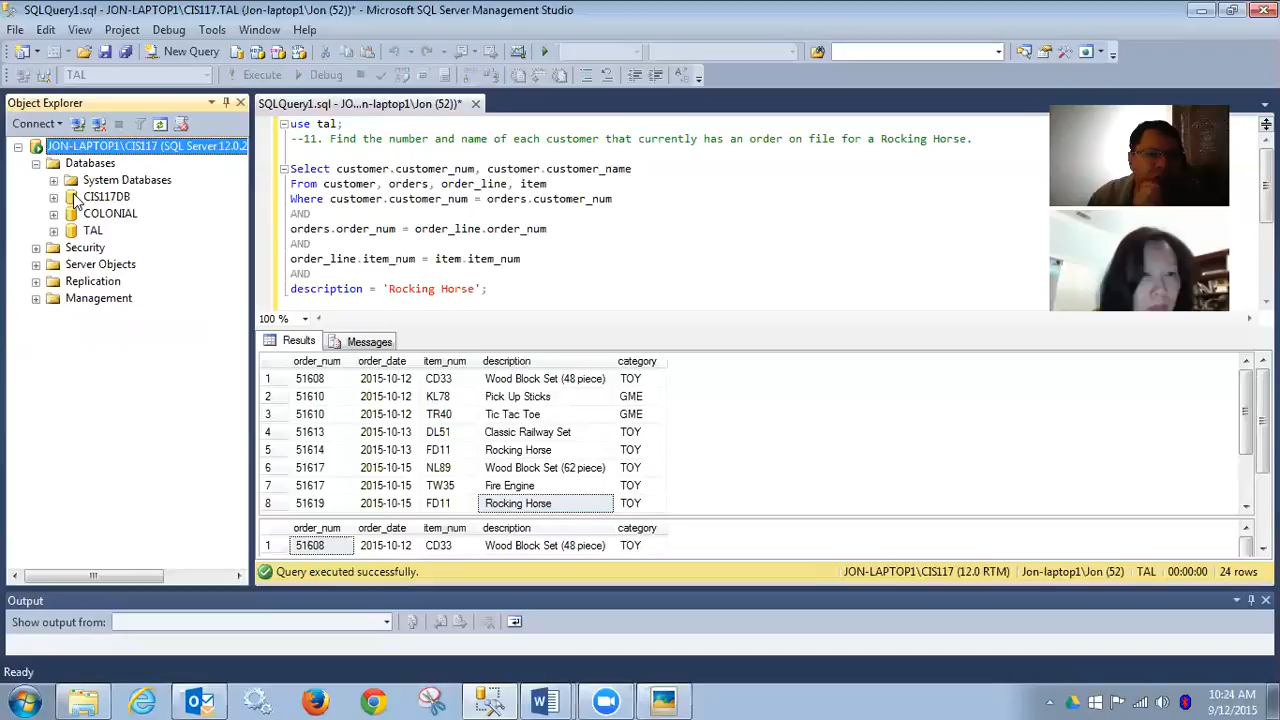 SQLQuery1.sql - JON-LAPTOP1\CIS117.TAL (Jon-laptop1\Jon (52))* - Microsoft SQL Server Management Studio
File Edit View Project Debug Tools Window Help
New Query
TAL Execute Debug
Object Explorer
SQLQuery1.sql - JO...n-laptop1\Jon (52))*
Connect
JON-LAPTOP1\CIS117 (SQL Server 12.0.2
Databases
System Databases
CIS117DB
COLONIAL
TAL
Security
Server Objects
Replication
Management
use tal;
--11. Find the number and name of each customer that currently has an order on file for a Rocking Horse.
Select customer.customer_num, customer.customer_name
From customer, orders, order_line, item
Where customer.customer_num = orders.customer_num
AND
orders.order_num = order_line.order_num
AND
order_line.item_num = item.item_num
AND
description = 'Rocking Horse';
100 %
Results Messages
order_num order_date item_num description category
1 51608 2015-10-12 CD33 Wood Block Set (48 piece) TOY
2 51610 2015-10-12 KL78 Pick Up Sticks GME
3 51610 2015-10-12 TR40 Tic Tac Toe GME
4 51613 2015-10-13 DL51 Classic Railway Set TOY
5 51614 2015-10-13 FD11 Rocking Horse TOY
6 51617 2015-10-15 NL89 Wood Block Set (62 piece) TOY
7 51617 2015-10-15 TW35 Fire Engine TOY
8 51619 2015-10-15 FD11 Rocking Horse TOY
order_num order_date item_num description category
1 51608 2015-10-12 CD33 Wood Block Set (48 piece) TOY
Query executed successfully. JON-LAPTOP1\CIS117 (12.0 RTM) Jon-laptop1\Jon (52) TAL 00:00:00 24 rows
Output
Show output from:
Ready
10:24 AM
9/12/2015